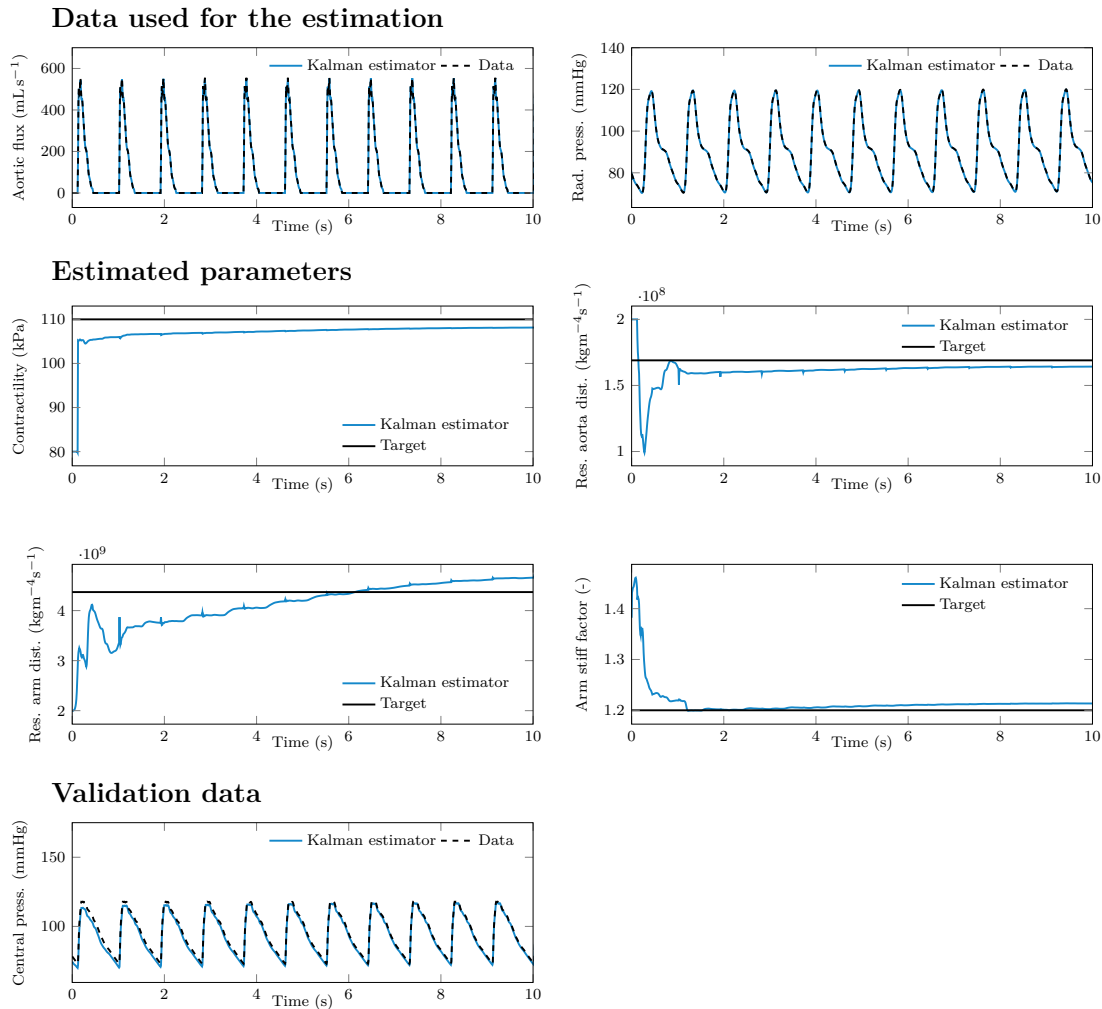 Data used for the estimation
Aortic flux (mL s⁻¹)
600
400
200
0
Kalman estimator
Data
0 2 4 6 8 10
Time (s)
Rad. press. (mmHg)
140
120
100
80
Kalman estimator
Data
0 2 4 6 8 10
Time (s)
Estimated parameters
Contractility (kPa)
110
100
90
80
Kalman estimator
Target
0 2 4 6 8 10
Time (s)
·10⁸
Res. aorta dist. (kgm⁻⁴s⁻¹)
2
1.5
1
Kalman estimator
Target
0 2 4 6 8 10
Time (s)
·10⁹
Res. arm dist. (kgm⁻⁴s⁻¹)
4
3
2
Kalman estimator
Target
0 2 4 6 8 10
Time (s)
Arm stiff factor (-)
1.4
1.3
1.2
Kalman estimator
Target
0 2 4 6 8 10
Time (s)
Validation data
Central press. (mmHg)
150
100
Kalman estimator
Data
0 2 4 6 8 10
Time (s)